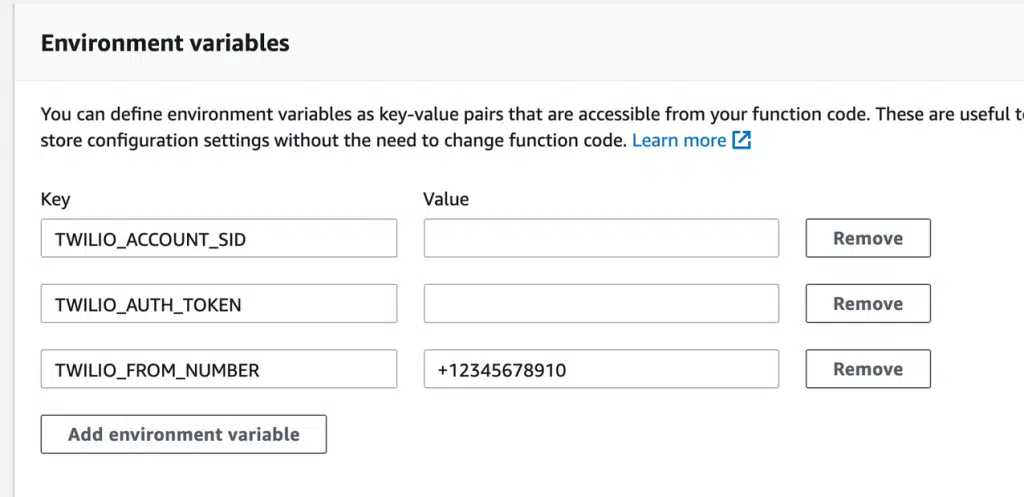 Environment variables
You can define environment variables as key-value pairs that are accessible from your function code. These are useful
store configuration settings without the need to change function code. Learn more
Key Value
TWILIO_ACCOUNT_SID Remove
TWILIO_AUTH_TOKEN Remove
TWILIO_FROM_NUMBER +12345678910 Remove
Add environment variable